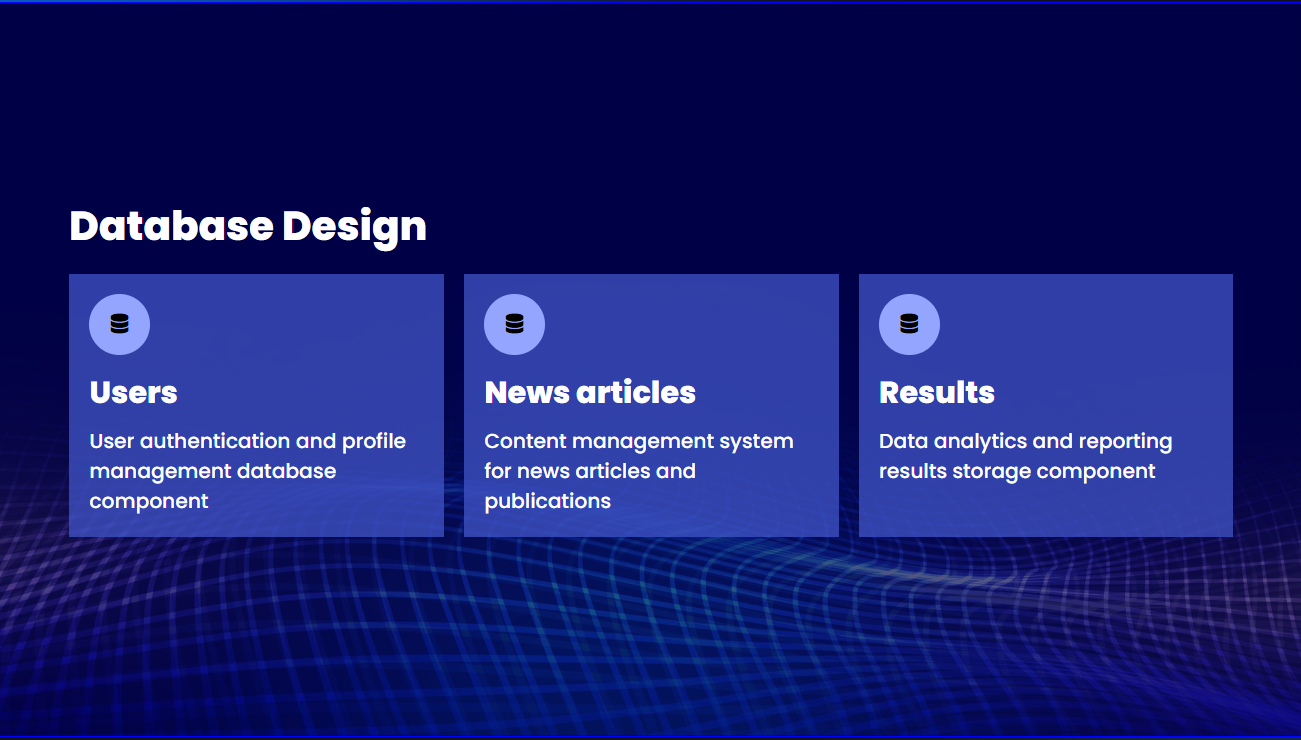 Database Design
Users
User authentication and profile
management database
component
News articles
Content management system
for news articles and
publications
Results
Data analytics and reporting
results storage component